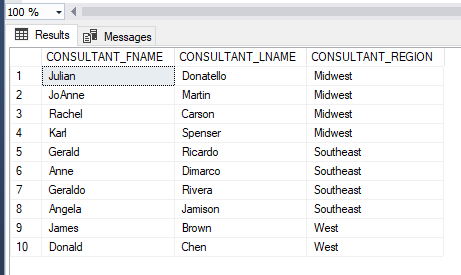 100 %
Results Messages
CONSULTANT_FNAME CONSULTANT_LNAME CONSULTANT_REGION
1 Julian Donatello Midwest
2 JoAnne Martin Midwest
3 Rachel Carson Midwest
4 Karl Spenser Midwest
5 Gerald Ricardo Southeast
6 Anne Dimarco Southeast
7 Geraldo Rivera Southeast
8 Angela Jamison Southeast
9 James Brown West
10 Donald Chen West